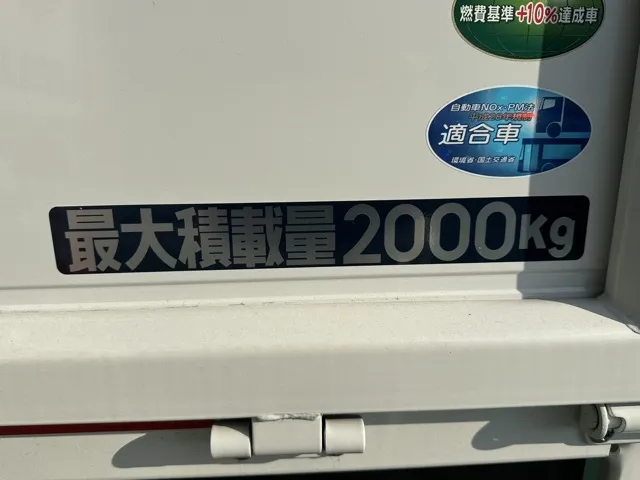 燃費基準+10%達成車
自動車NOx・PM法
適合車
環境省・国土交通省
最大積載量2000Kg